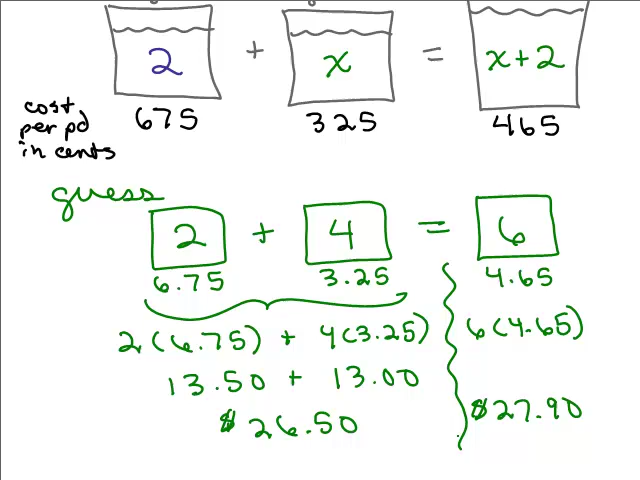 2 + x = x+2
cost
per pd
in cents
675 325 465
guess
2 + 4 = 6
6.75 3.25 4.65
2(6.75) + 4(3.25) 6(4.65)
13.50 + 13.00
$26.50 $27.90